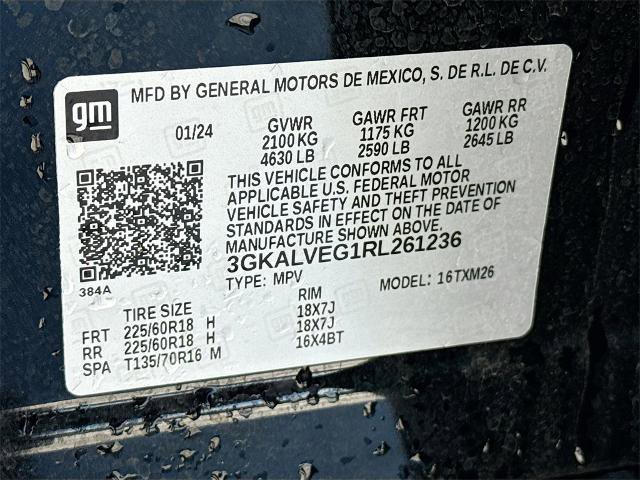 gm
MFD BY GENERAL MOTORS DE MEXICO, S. DE R.L. DE C.V.
01/24 GVWR GAWR FRT GAWR RR
2100 KG 1175 KG 1200 KG
4630 LB 2590 LB 2645 LB
THIS VEHICLE CONFORMS TO ALL
APPLICABLE U.S. FEDERAL MOTOR
VEHICLE SAFETY AND THEFT PREVENTION
STANDARDS IN EFFECT ON THE DATE OF
MANUFACTURE SHOWN ABOVE.
3GKALVEG1RL261236
384A TYPE: MPV MODEL: 16TXM26
TIRE SIZE RIM
FRT 225/60R18 H 18X7J
RR 225/60R18 H 18X7J
SPA T135/70R16 M 16X4BT